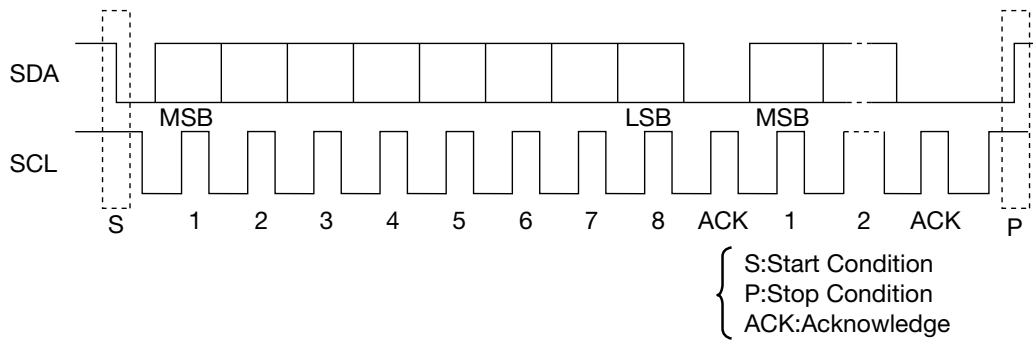 SDA
MSB LSB MSB
SCL
S 1 2 3 4 5 6 7 8 ACK 1 2 ACK P
S:Start Condition
P:Stop Condition
ACK:Acknowledge